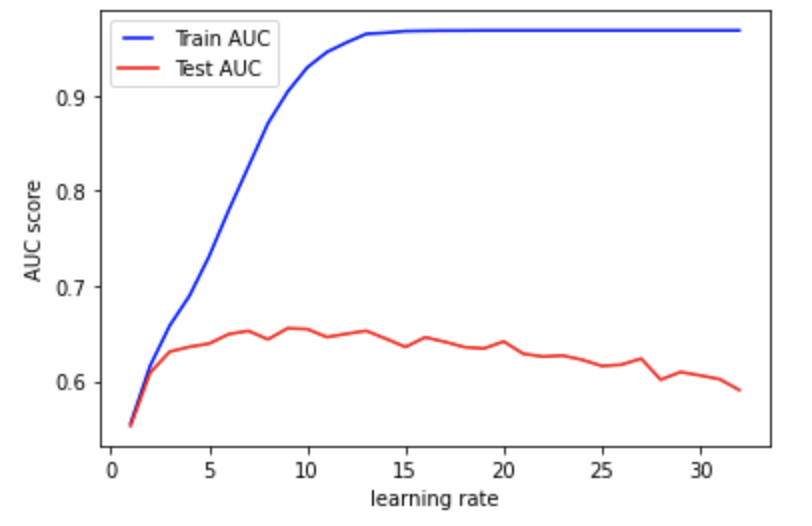 Train AUC
Test AUC
AUC score
0.9
0.8
0.7
0.6
0 5 10 15 20 25 30
learning rate